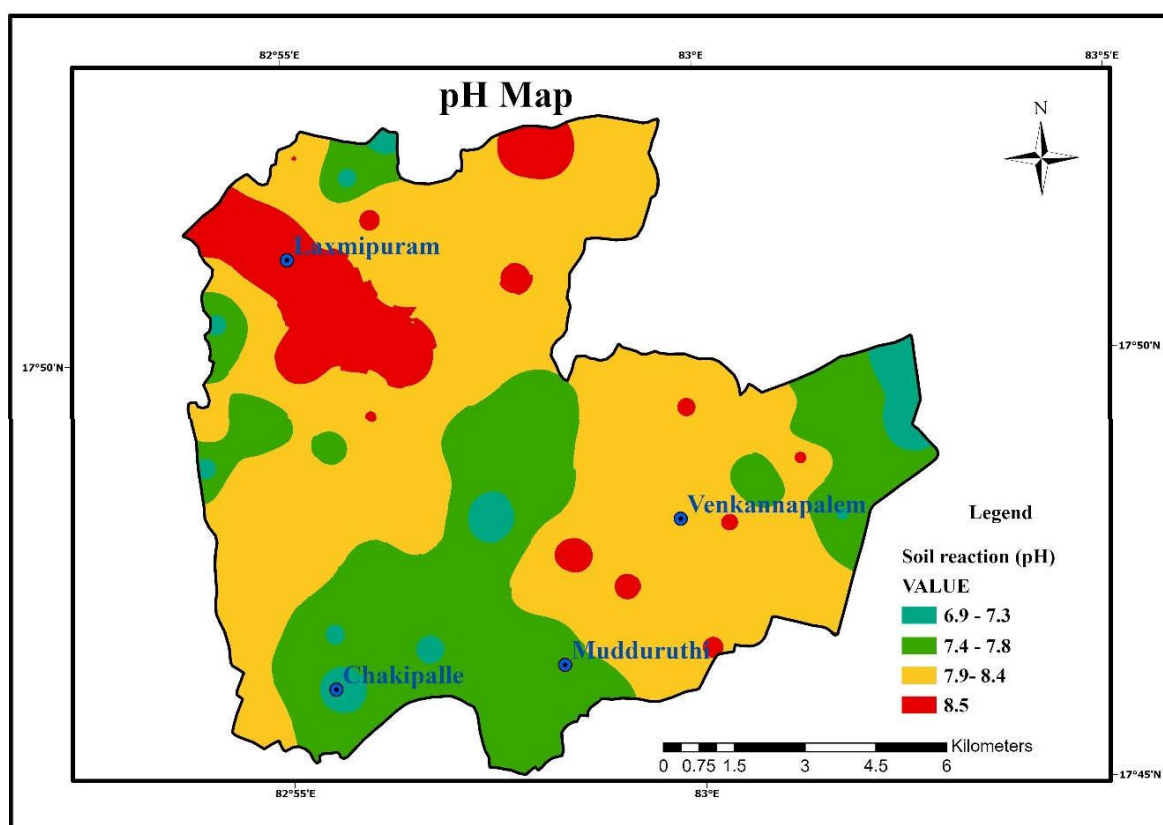 82°55'E
83°E
83°5'E
pH Map
N
Laxmipuram
17°50'N
17°50'N
Venkannapalem
Legend
Soil reaction (pH)
VALUE
6.9 - 7.3
7.4 - 7.8
7.9- 8.4
8.5
Mudduruthi
Chakipalle
Kilometers
0 0.75 1.5 3 4.5 6
17°45'N
82°55'E
83°E